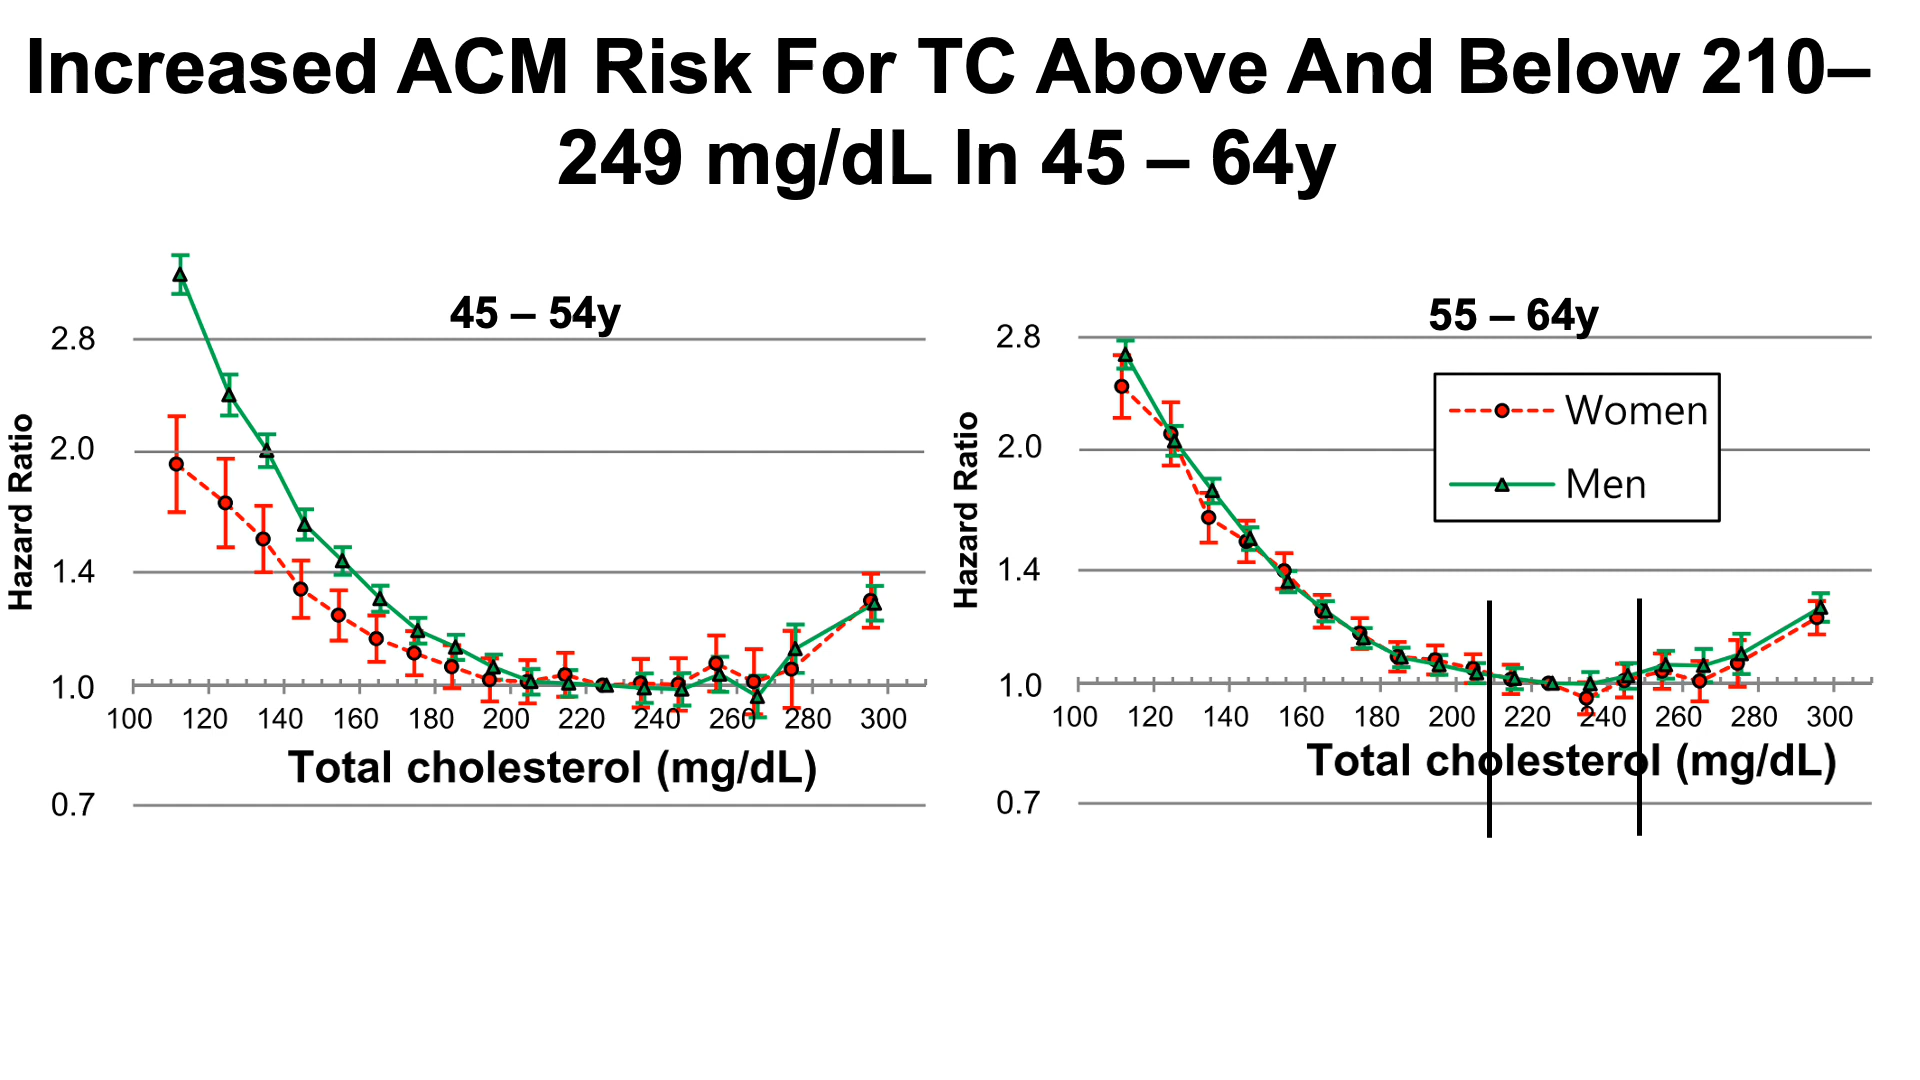 Increased ACM Risk For TC Above And Below 210–
249 mg/dL In 45 – 64y
45 – 54y
Hazard Ratio
2.8
2.0
1.4
1.0
0.7
100 120 140 160 180 200 220 240 260 280 300
Total cholesterol (mg/dL)
55 – 64y
Hazard Ratio
2.8
2.0
1.4
1.0
0.7
Women
Men
100 120 140 160 180 200 220 240 260 280 300
Total cholesterol (mg/dL)